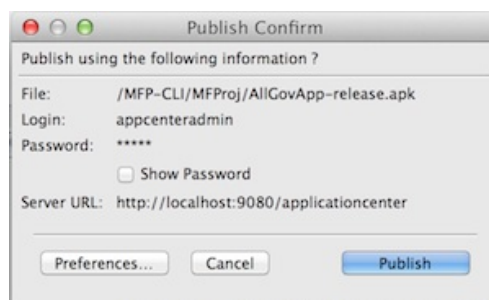 Publish Confirm
Publish using the following information ?
File: /MFP-CLI/MFProj/AllGovApp-release.apk
Login: appcenteradmin
Password: *****
Show Password
Server URL: http://localhost:9080/applicationcenter
Preferences... Cancel Publish